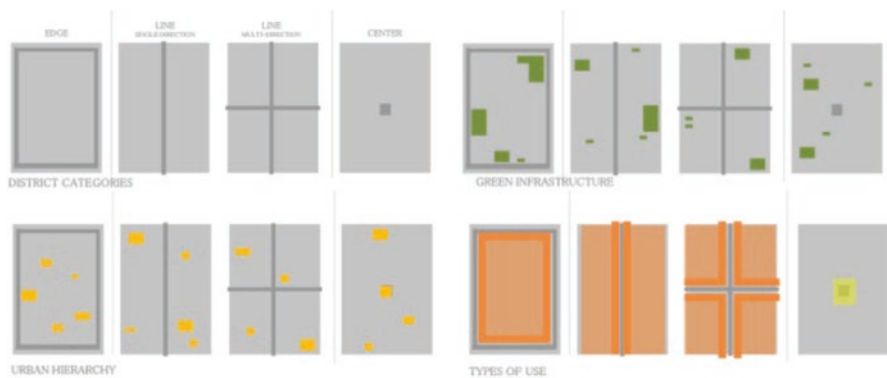 EDGE
LINE
SINGLE-DIRECTION
LINE
MULTI-DIRECTION
CENTER
DISTRICT CATEGORIES
GREEN INFRASTRUCTURE
URBAN HIERARCHY
TYPES OF USE